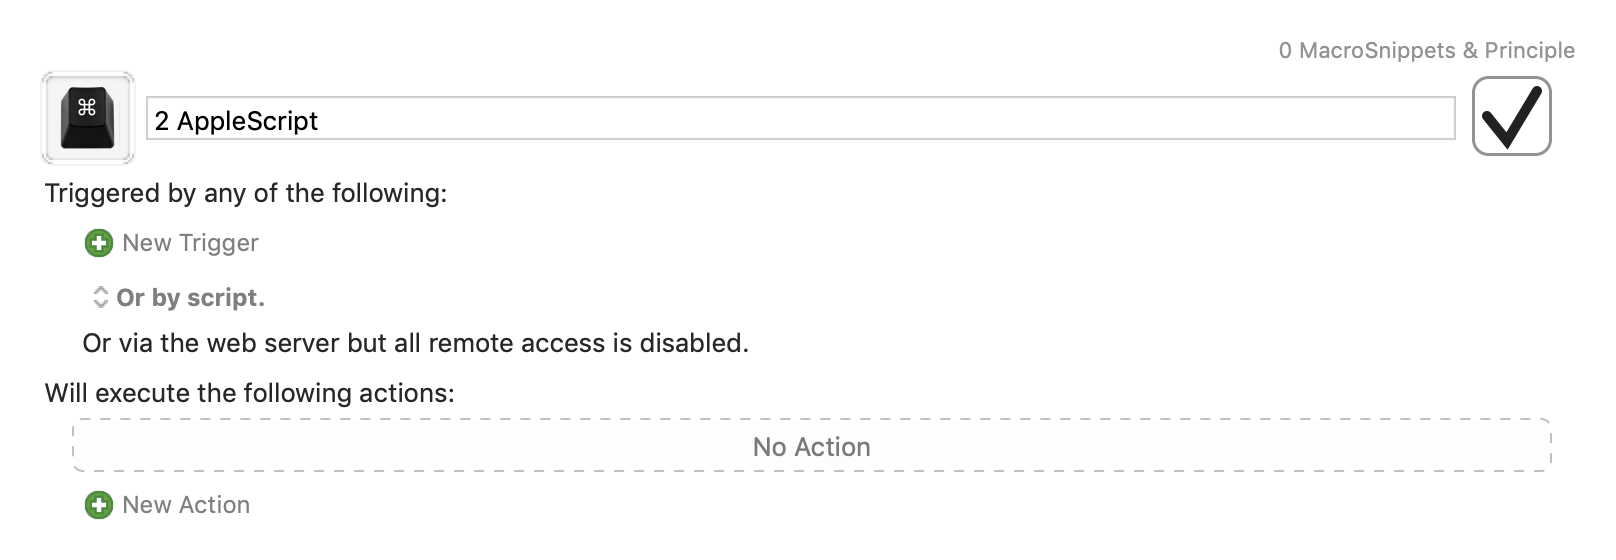 0 MacroSnippets & Principle
⌘
2 AppleScript
Triggered by any of the following:
New Trigger
Or by script.
Or via the web server but all remote access is disabled.
Will execute the following actions:
No Action
New Action